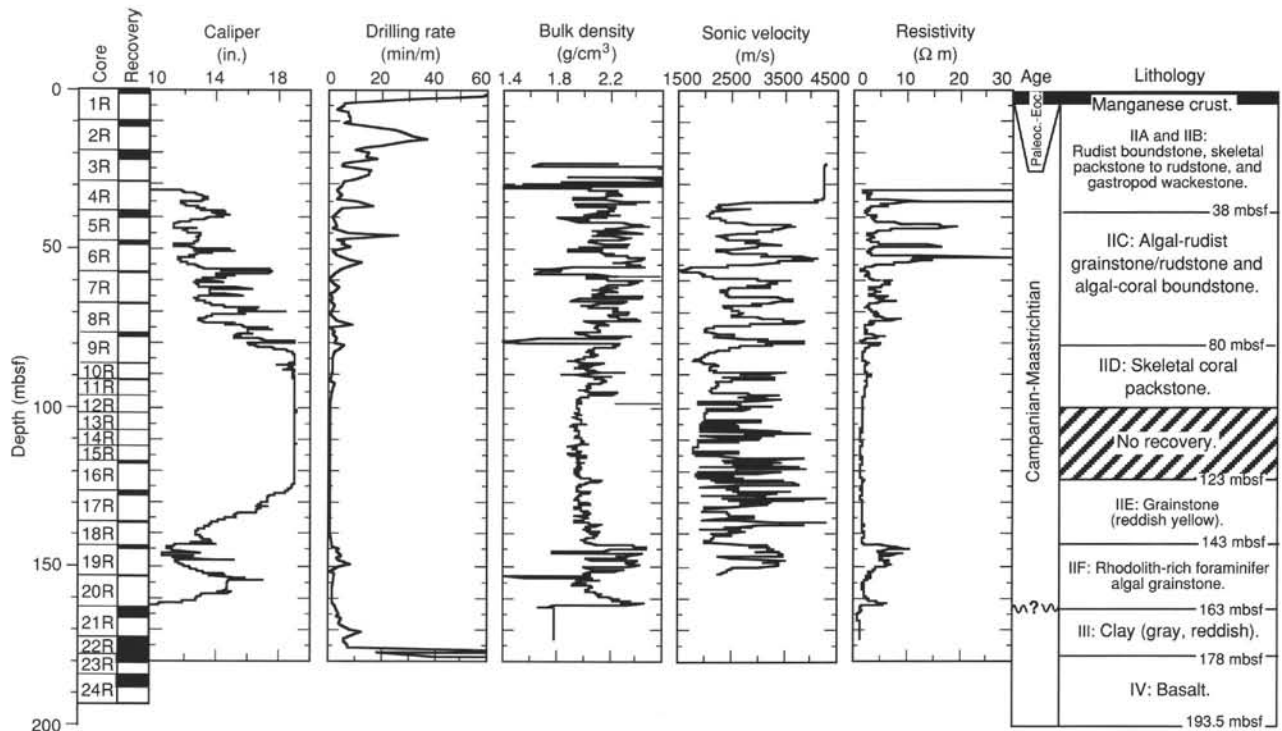 Core
Recovery
Caliper
(in.)
10 14 18
Drilling rate
(min/m)
0 20 40 60
Bulk density
(g/cm³)
1.4 1.8 2.2
Sonic velocity
(m/s)
1500 2500 3500 4500
Resistivity
(Ω m)
0 10 20 30
Age
Lithology
Depth (mbsf)
0
50
100
150
200
1R
2R
3R
4R
5R
6R
7R
8R
9R
10R
11R
12R
13R
14R
15R
16R
17R
18R
19R
20R
21R
22R
23R
24R
Paleoc.-Eoc.
Campanian-Maastrichtian
?
Manganese crust.
IIA and IIB:
Rudist boundstone, skeletal
packstone to rudstone, and
gastropod wackestone.
38 mbsf
IIC: Algal-rudist
grainstone/rudstone and
algal-coral boundstone.
80 mbsf
IID: Skeletal coral
packstone.
No recovery.
123 mbsf
IIE: Grainstone
(reddish yellow).
143 mbsf
IIF: Rhodolith-rich foraminifer
algal grainstone.
163 mbsf
III: Clay (gray, reddish).
178 mbsf
IV: Basalt.
193.5 mbsf